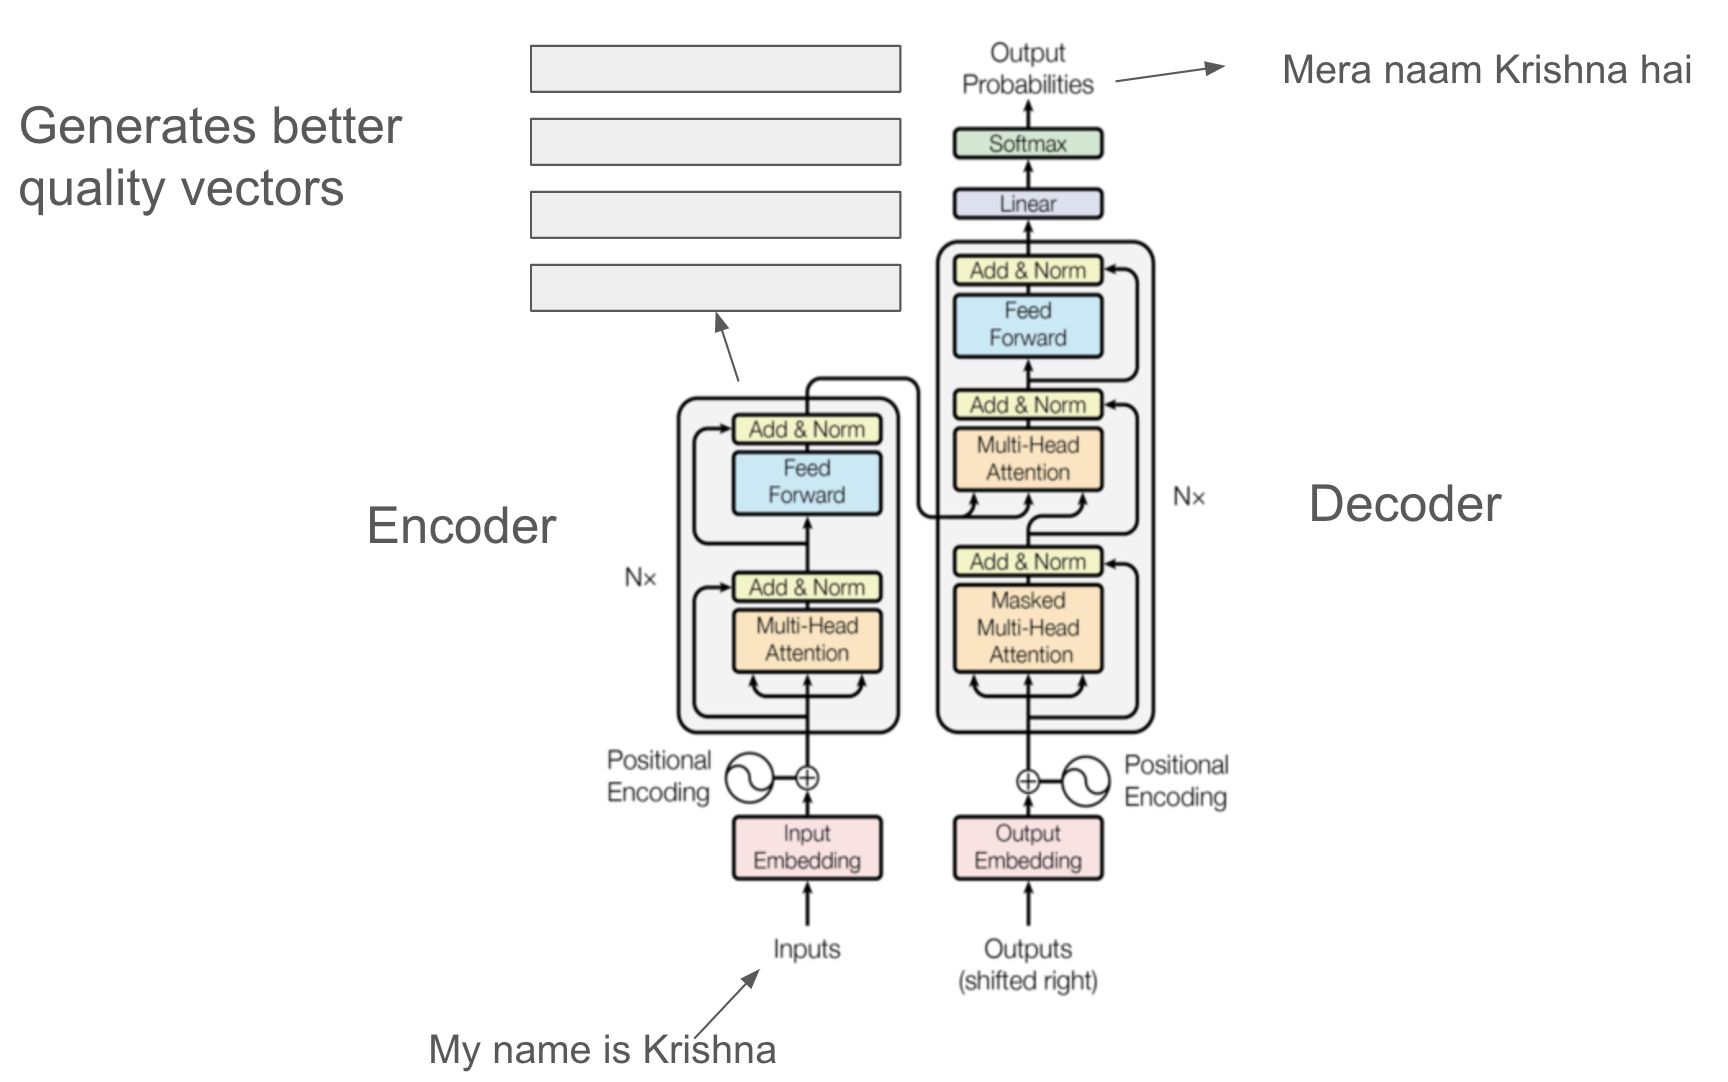 Generates better
quality vectors
Output
Probabilities
Mera naam Krishna hai
Softmax
Linear
Add & Norm
Feed
Forward
Add & Norm
Multi-Head
Attention
Add & Norm
Masked
Multi-Head
Attention
Nx
Decoder
Encoder
Nx
Add & Norm
Feed
Forward
Add & Norm
Multi-Head
Attention
Positional
Encoding
Positional
Encoding
Input
Embedding
Output
Embedding
Inputs
Outputs
(shifted right)
My name is Krishna